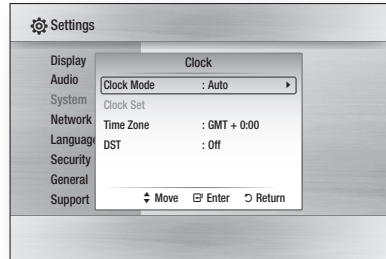 Settings
Display
Audio
System
Network
Language
Security
General
Support
Clock
Clock Mode : Auto
Clock Set
Time Zone : GMT + 0:00
DST : Off
Move Enter Return